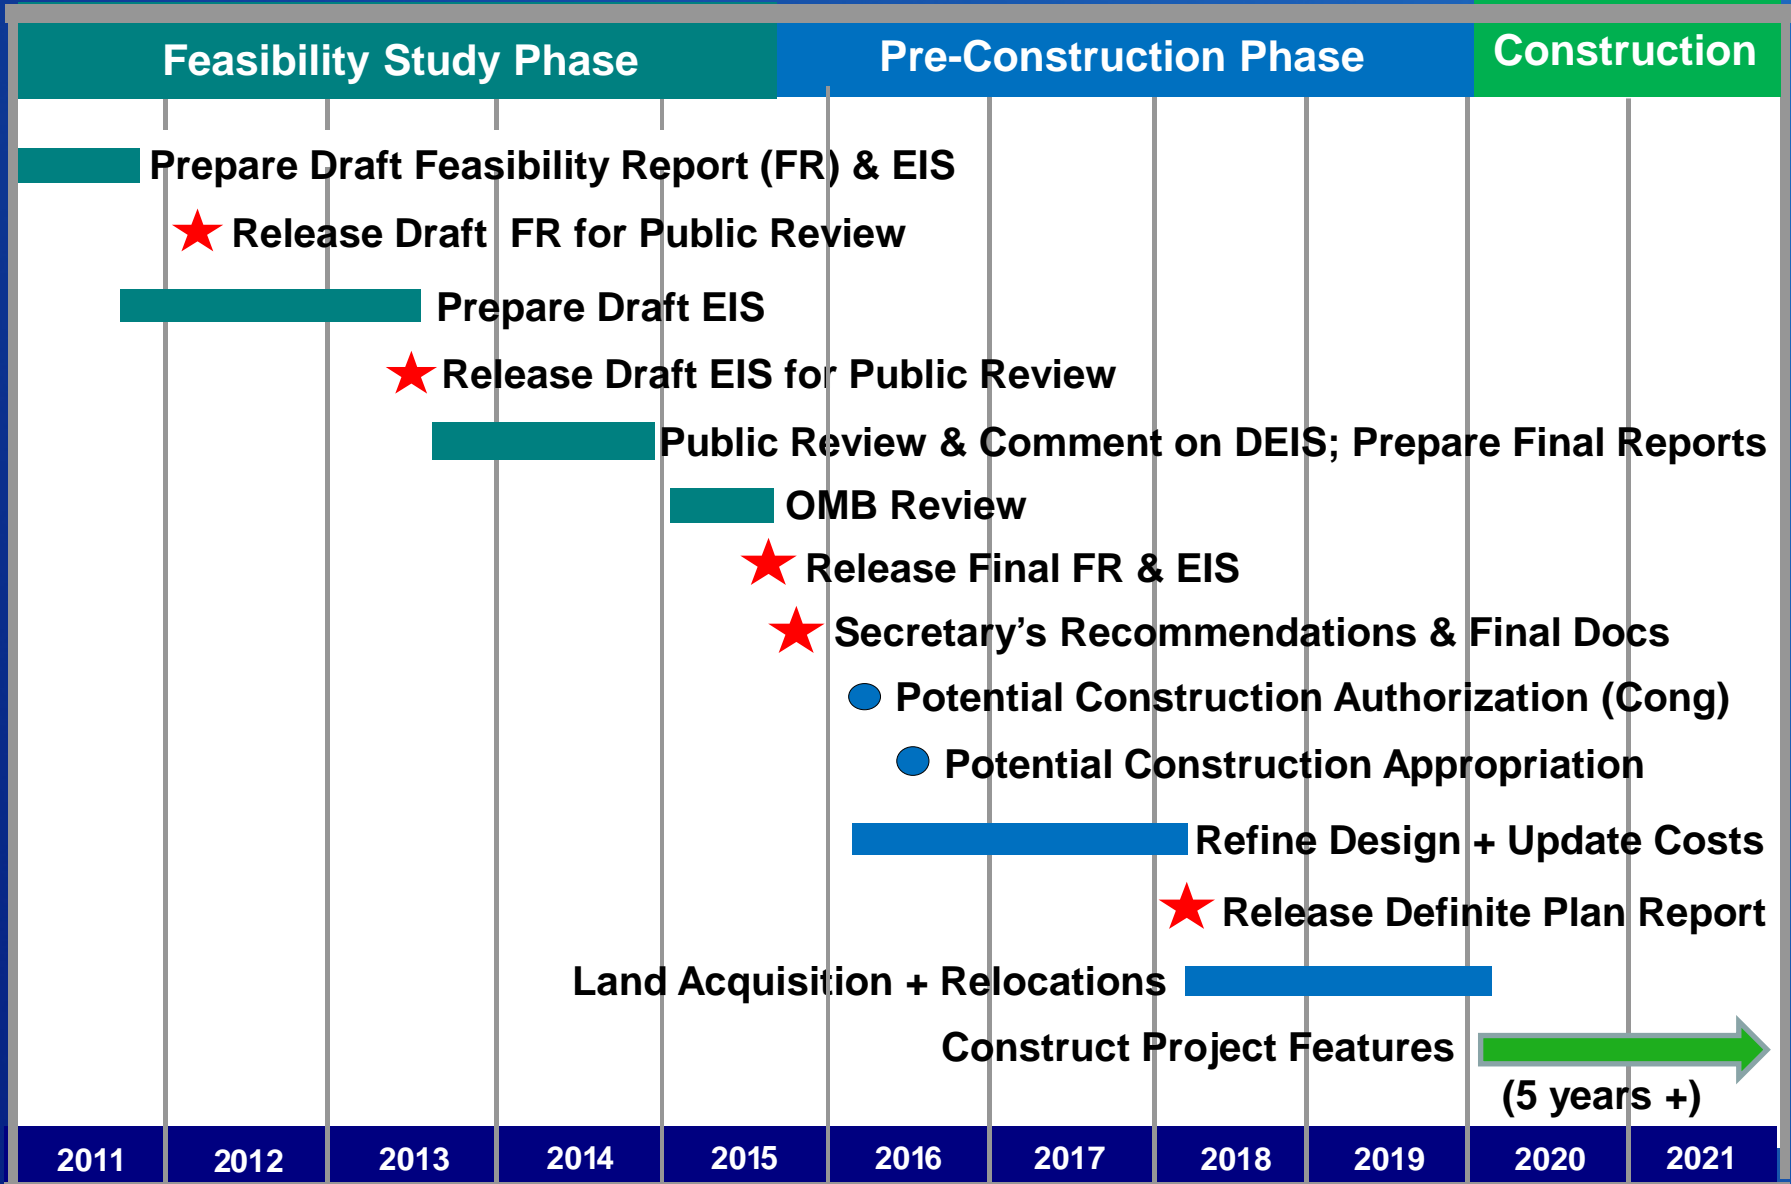 Feasibility Study Phase
Pre-Construction Phase
Construction
Prepare Draft Feasibility Report (FR) & EIS
Release Draft FR for Public Review
Prepare Draft EIS
Release Draft EIS for Public Review
Public Review & Comment on DEIS; Prepare Final Reports
OMB Review
Release Final FR & EIS
Secretary’s Recommendations & Final Docs
Potential Construction Authorization (Cong)
Potential Construction Appropriation
Refine Design + Update Costs
Release Definite Plan Report
Land Acquisition + Relocations
Construct Project Features
(5 years +)
2011 2012 2013 2014 2015 2016 2017 2018 2019 2020 2021